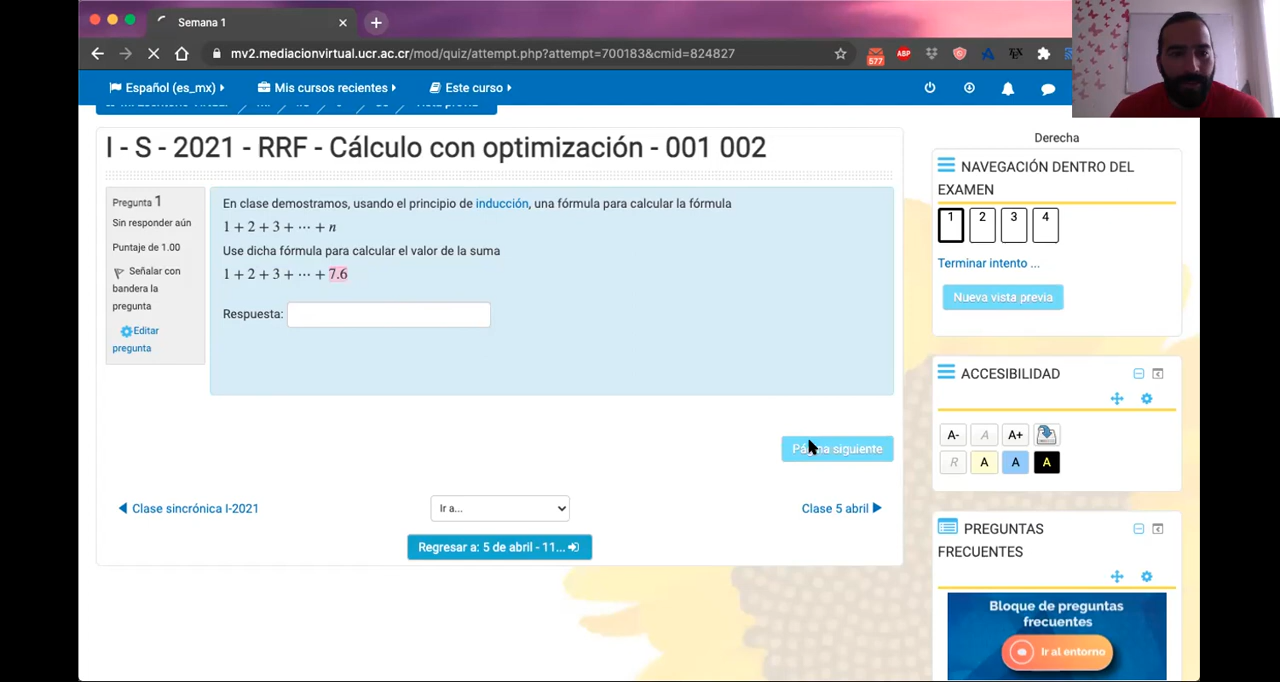 Semana 1
mv2.mediacionvirtual.ucr.ac.cr/mod/quiz/attempt.php?attempt=700183&cmid=824827
577
ABP
Español (es_mx)
Mis cursos recientes
Este curso
I - S - 2021 - RRF - Cálculo con optimización - 001 002
Pregunta 1
Sin responder aún
Puntaje de 1.00
Señalar con
bandera la
pregunta
Editar
pregunta
En clase demostramos, usando el principio de inducción, una fórmula para calcular la fórmula
1 + 2 + 3 + ⋯ + n
Use dicha fórmula para calcular el valor de la suma
1 + 2 + 3 + ⋯ + 7.6
Respuesta:
Página siguiente
Clase sincrónica I-2021
Ir a...
Clase 5 abril
Regresar a: 5 de abril - 11...
Derecha
NAVEGACIÓN DENTRO DEL
EXAMEN
1 2 3 4
Terminar intento ...
Nueva vista previa
ACCESIBILIDAD
A- A A+
R A A A
PREGUNTAS
FRECUENTES
Bloque de preguntas
frecuentes
Ir al entorno